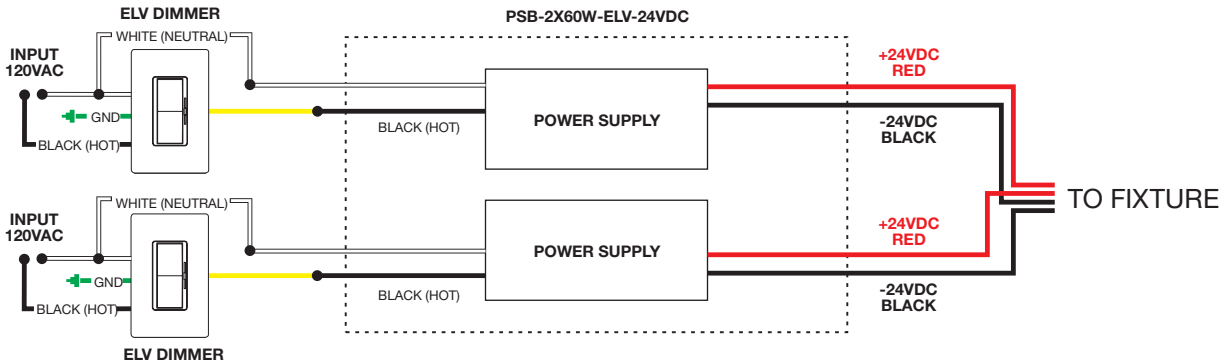 ELV DIMMER
PSB-2X60W-ELV-24VDC
WHITE (NEUTRAL)
INPUT
120VAC
+24VDC
RED
GND
BLACK (HOT)
POWER SUPPLY
-24VDC
BLACK
BLACK (HOT)
TO FIXTURE
WHITE (NEUTRAL)
INPUT
120VAC
+24VDC
RED
POWER SUPPLY
GND
BLACK (HOT)
-24VDC
BLACK
BLACK (HOT)
ELV DIMMER